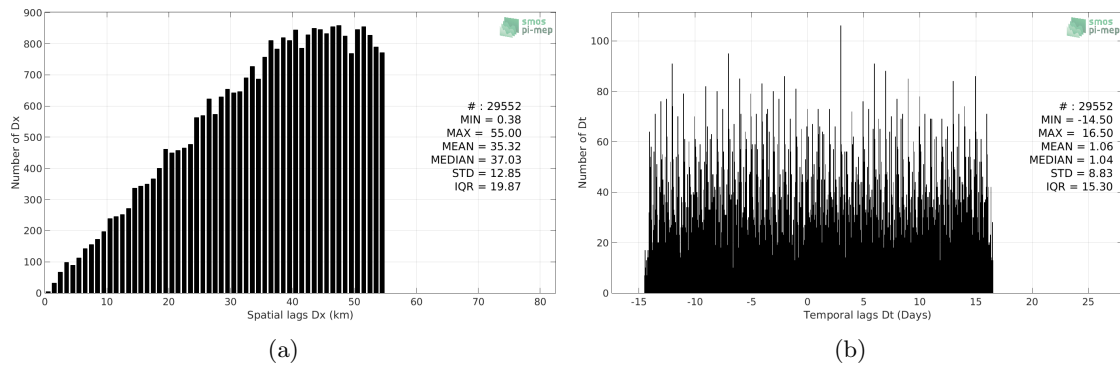 900
800
700
600
500
400
300
200
100
0
Number of Dx
smos
pi-mep
# : 29552
MIN = 0.38
MAX = 55.00
MEAN = 35.32
MEDIAN = 37.03
STD = 12.85
IQR = 19.87
0 10 20 30 40 50 60 70 80
Spatial lags Dx (km)
(a)
100
80
60
40
20
0
Number of Dt
smos
pi-mep
# : 29552
MIN = -14.50
MAX = 16.50
MEAN = 1.06
MEDIAN = 1.04
STD = 8.83
IQR = 15.30
-15 -10 -5 0 5 10 15 20 25
Temporal lags Dt (Days)
(b)